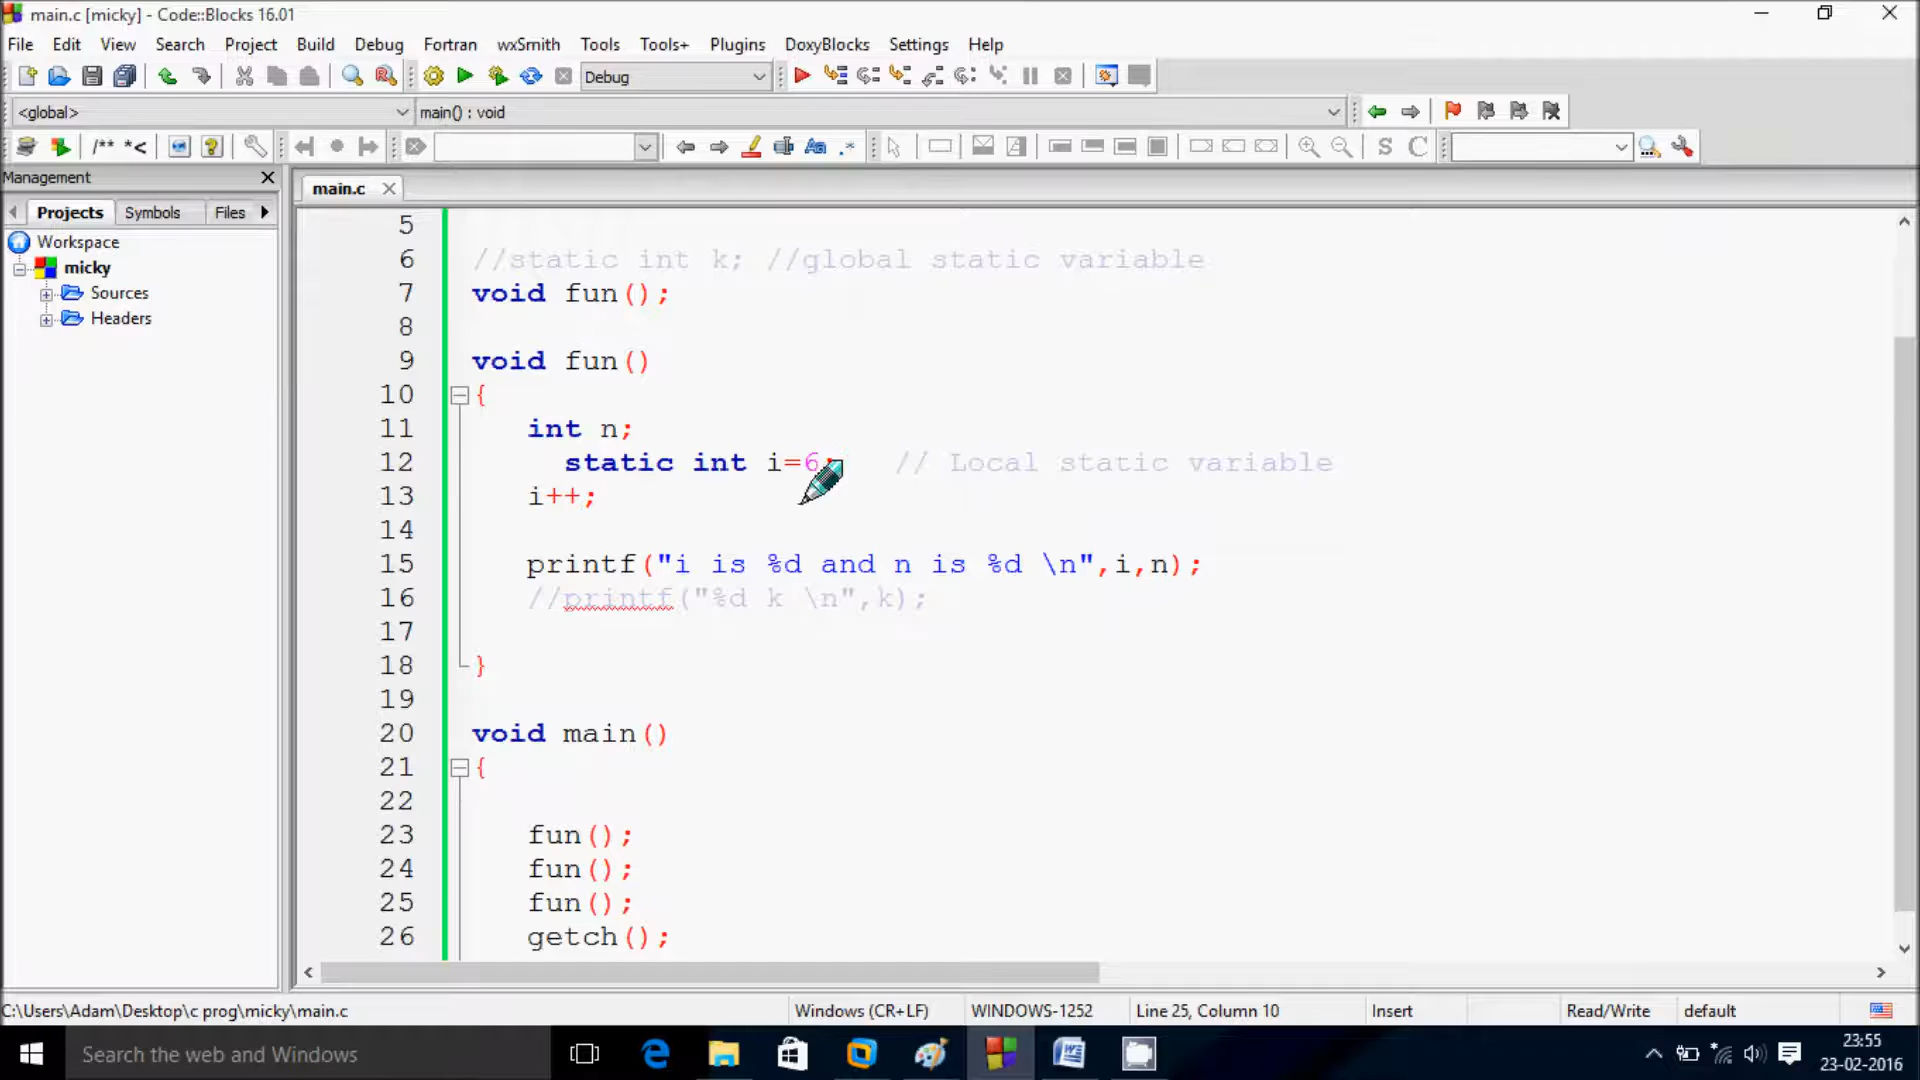 main.c [micky] - Code::Blocks 16.01
File Edit View Search Project Build Debug Fortran wxSmith Tools Tools+ Plugins DoxyBlocks Settings Help
Debug
<global> main() : void
/** *<
S C
Management
Projects Symbols Files
main.c
Workspace
micky
Sources
Headers
5
6 //static int k; //global static variable
7 void fun();
8
9 void fun()
10 {
11 int n;
12 static int i=6; // Local static variable
13 i++;
14
15 printf("i is %d and n is %d \n",i,n);
16 //printf("%d k \n",k);
17
18 }
19
20 void main()
21 {
22
23 fun();
24 fun();
25 fun();
26 getch();
C:\Users\Adam\Desktop\c prog\micky\main.c Windows (CR+LF) WINDOWS-1252 Line 25, Column 10 Insert Read/Write default
Search the web and Windows
23:55
23-02-2016